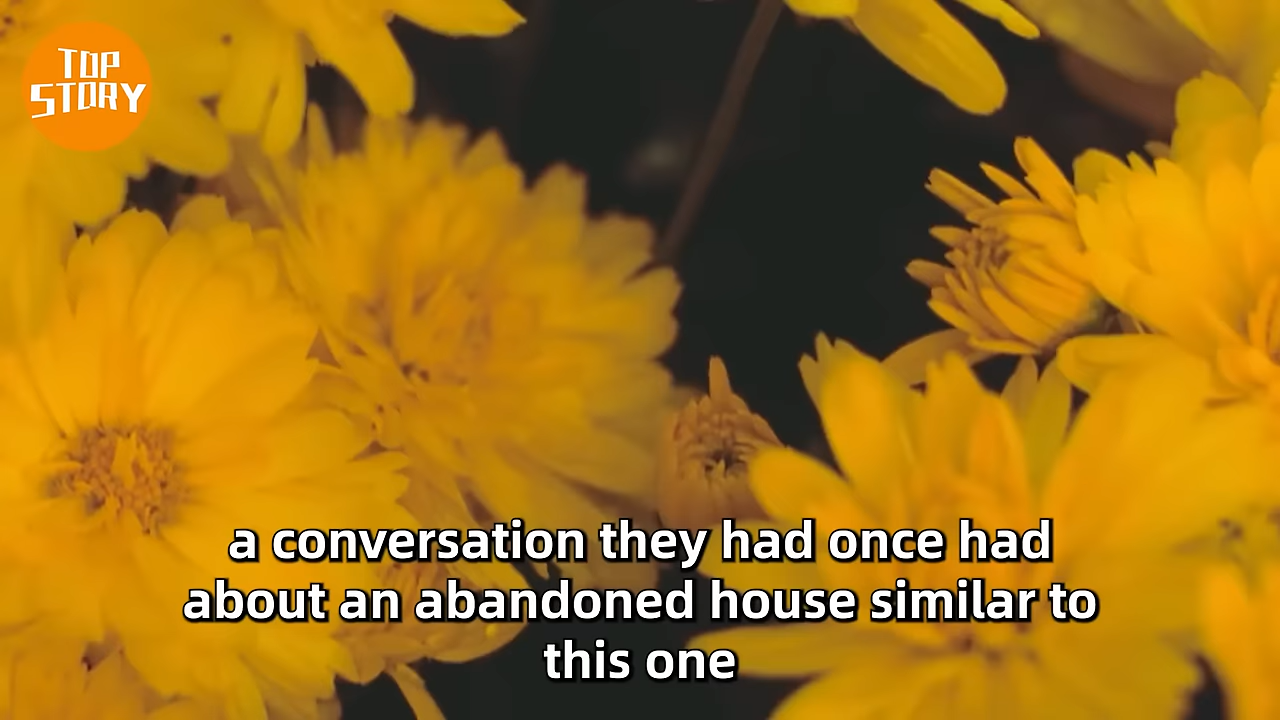 TOP
STORY
a conversation they had once had
about an abandoned house similar to
this one